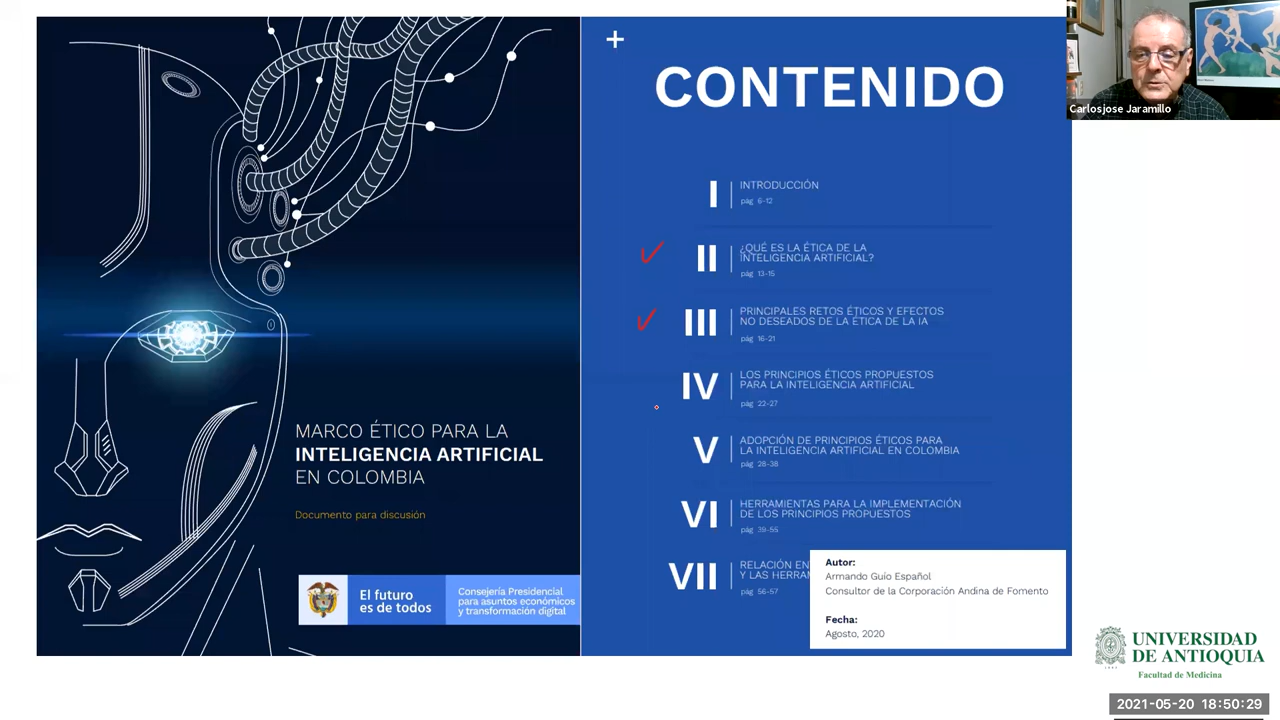 MARCO ÉTICO PARA LA
INTELIGENCIA ARTIFICIAL
EN COLOMBIA
Documento para discusión
El futuro
es de todos
Consejería Presidencial
para asuntos económicos
y transformación digital
CONTENIDO
I
INTRODUCCIÓN
pág 6-12
II
¿QUÉ ES LA ÉTICA DE LA
INTELIGENCIA ARTIFICIAL?
pág 13-15
III
PRINCIPALES RETOS ÉTICOS Y EFECTOS
NO DESEADOS DE LA ÉTICA DE LA IA
pág 16-21
IV
LOS PRINCIPIOS ÉTICOS PROPUESTOS
PARA LA INTELIGENCIA ARTIFICIAL
pág 22-27
V
ADOPCIÓN DE PRINCIPIOS ÉTICOS PARA
LA INTELIGENCIA ARTIFICIAL EN COLOMBIA
pág 28-38
VI
HERRAMIENTAS PARA LA IMPLEMENTACIÓN
DE LOS PRINCIPIOS PROPUESTOS
pág 39-55
VII
RELACIÓN EN
Y LAS HERRAM
pág 56-57
Autor:
Armando Guío Español
Consultor de la Corporación Andina de Fomento
Fecha:
Agosto, 2020
Carlosjose Jaramillo
UNIVERSIDAD
DE ANTIOQUIA
Facultad de Medicina
2021-05-20 18:50:29